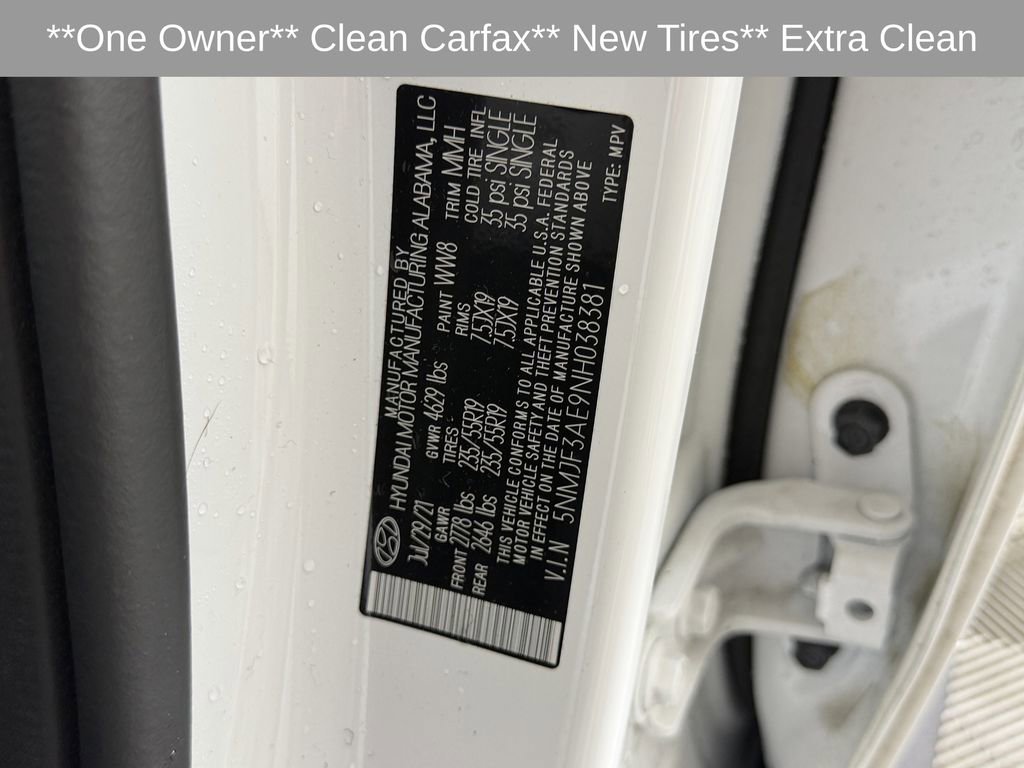 **One Owner** Clean Carfax** New Tires** Extra Clean
MANUFACTURED BY
HYUNDAI MOTOR MANUFACTURING ALABAMA, LLC
Jul/29/21 GVWR 4629 lbs PAINT WW8 TRIM MMH
GAWR TIRES RIMS COLD TIRE INFL
FRONT 2778 lbs 235/55R19 7.5JX19 35 psi SINGLE
REAR 2646 lbs 235/55R19 7.5JX19 35 psi SINGLE
THIS VEHICLE CONFORMS TO ALL APPLICABLE U.S.A. FEDERAL
MOTOR VEHICLE SAFETY AND THEFT PREVENTION STANDARDS
IN EFFECT ON THE DATE OF MANUFACTURE SHOWN ABOVE
V.I.N 5NMJF3AE9NH038381 TYPE: MPV